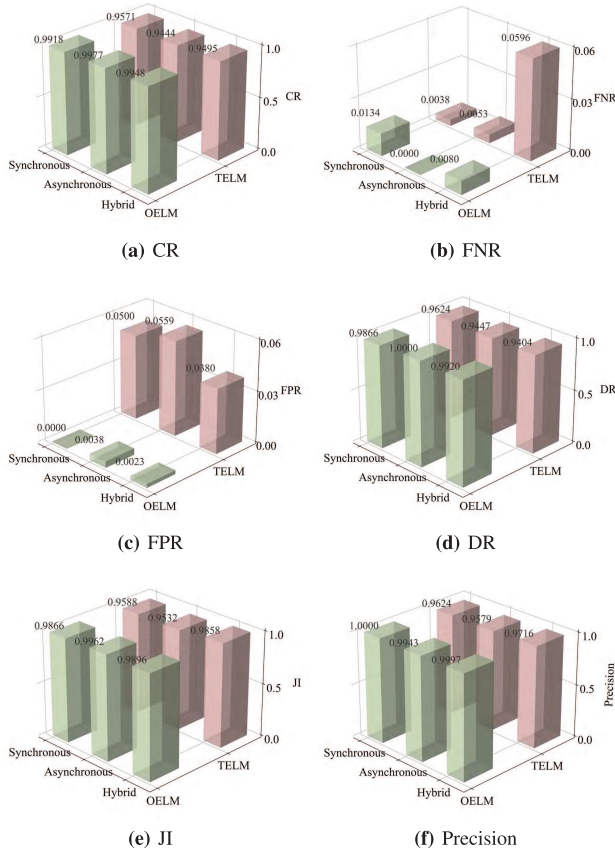 0.9571
0.9918
0.9444
0.9977
0.9495
0.9948
1.0
CR
0.5
0.0
Synchronous
Asynchronous
Hybrid
TELM
OELM
(a) CR
0.0596
0.06
FNR
0.0134
0.0038
0.0053
0.03
0.0000
0.0080
0.00
Synchronous
Asynchronous
Hybrid
TELM
OELM
(b) FNR
0.0500
0.0559
0.06
0.0380
FPR
0.03
0.0000
0.0038
0.0023
0.00
Synchronous
Asynchronous
Hybrid
TELM
OELM
(c) FPR
0.9624
0.9866
0.9447
1.0000
0.9404
0.9920
1.0
DR
0.5
0.0
Synchronous
Asynchronous
Hybrid
TELM
OELM
(d) DR
0.9588
0.9866
0.9532
0.9962
0.9858
0.9896
1.0
JI
0.5
0.0
Synchronous
Asynchronous
Hybrid
TELM
OELM
(e) JI
0.9624
1.0000
0.9579
0.9943
0.9716
0.9997
1.0
Precision
0.5
0.0
Synchronous
Asynchronous
Hybrid
TELM
OELM
(f) Precision